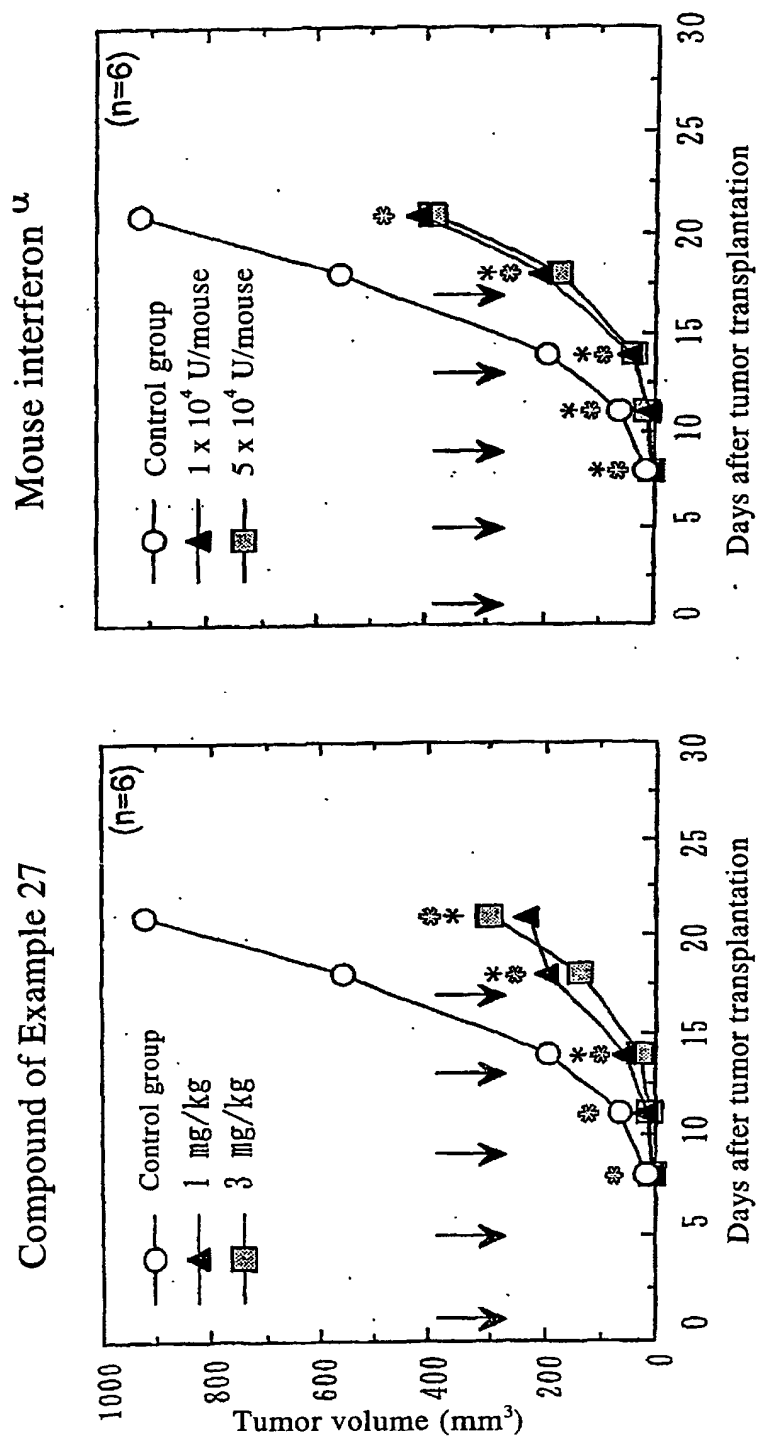 Compound of Example 27
Tumor volume (mm³)
1000
800
600
400
200
0
(n=6)
Control group
1 mg/kg
3 mg/kg
*
*
*
*
*
*
*
*
0 5 10 15 20 25 30
Days after tumor transplantation
Mouse interferon α
(n=6)
Control group
1 x 10⁴ U/mouse
5 x 10⁴ U/mouse
*
*
*
*
*
*
*
*
*
0 5 10 15 20 25 30
Days after tumor transplantation